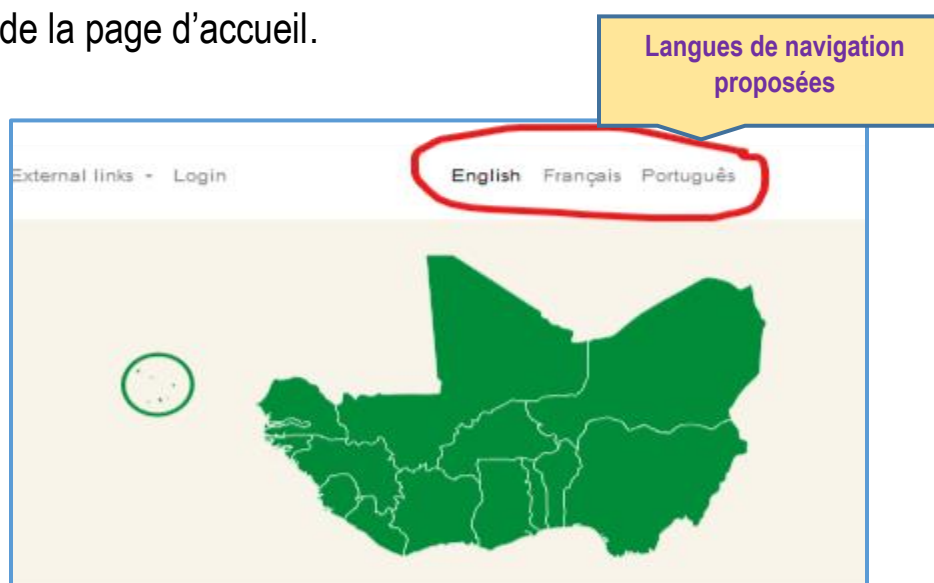 de la page d’accueil.
Langues de navigation
proposées
External links - Login
English Français Português